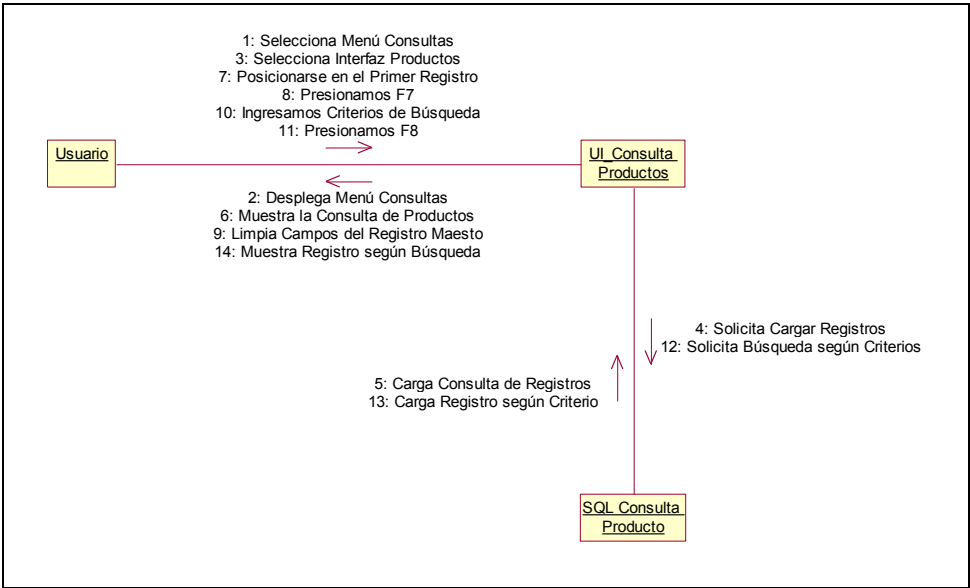 1: Selecciona Menú Consultas
3: Selecciona Interfaz Productos
7: Posicionarse en el Primer Registro
8: Presionamos F7
10: Ingresamos Criterios de Búsqueda
11: Presionamos F8
Usuario
UI_Consulta
Productos
2: Desplega Menú Consultas
6: Muestra la Consulta de Productos
9: Limpia Campos del Registro Maesto
14: Muestra Registro según Búsqueda
4: Solicita Cargar Registros
12: Solicita Búsqueda según Criterios
5: Carga Consulta de Registros
13: Carga Registro según Criterio
SQL Consulta
Producto